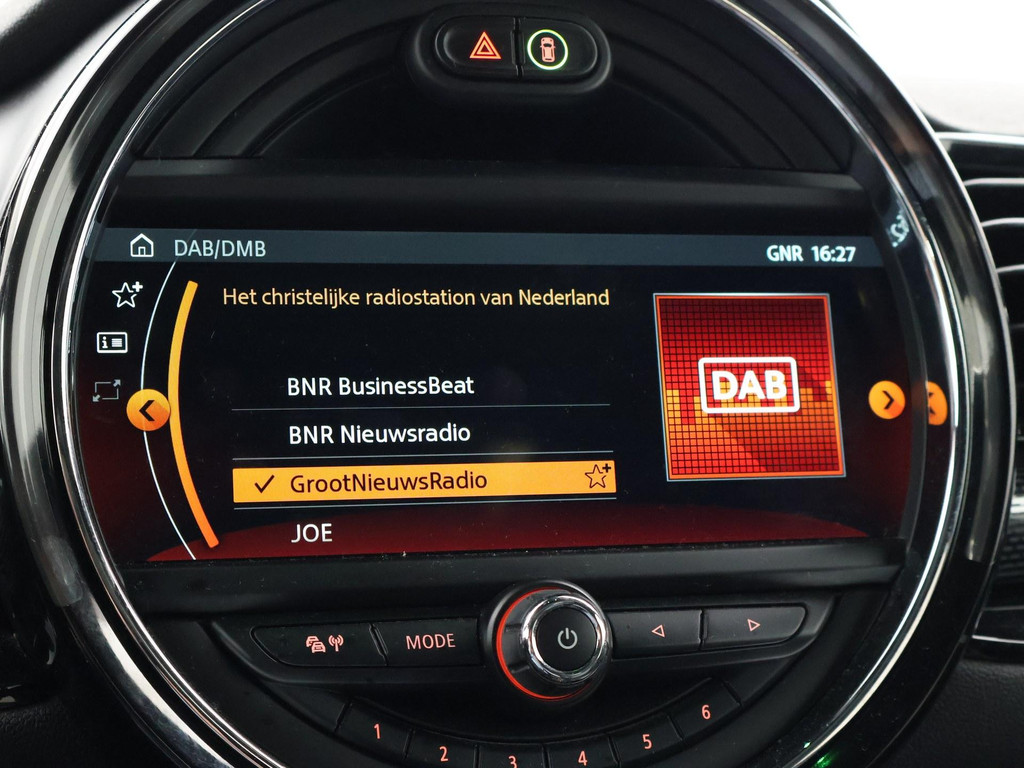 DAB/DMB
GNR 16:27
Het christelijke radiostation van Nederland
BNR BusinessBeat
BNR Nieuwsradio
GrootNieuwsRadio
JOE
DAB
MODE
1
2
3
4
5
6